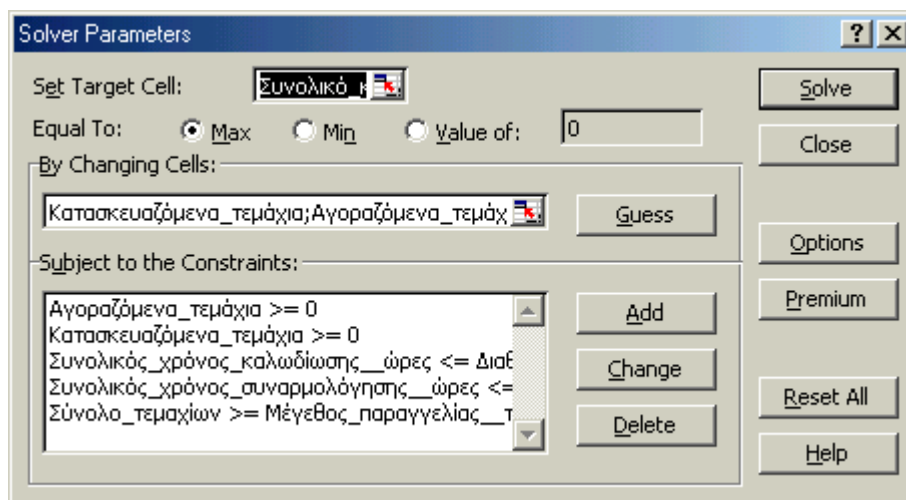 Solver Parameters
Set Target Cell: Συνολικό_κ
Solve
Equal To: Max Min Value of: 0
Close
By Changing Cells:
Κατασκευαζόμενα_τεμάχια;Αγοραζόμενα_τεμάχ
Guess
Options
Subject to the Constraints:
Αγοραζόμενα_τεμάχια >= 0
Κατασκευαζόμενα_τεμάχια >= 0
Συνολικός_χρόνος_καλωδίωσης__ώρες <= Διαθ
Συνολικός_χρόνος_συναρμολόγησης__ώρες <=
Σύνολο_τεμαχίων >= Μέγεθος_παραγγελίας__τ
Add
Premium
Change
Delete
Reset All
Help